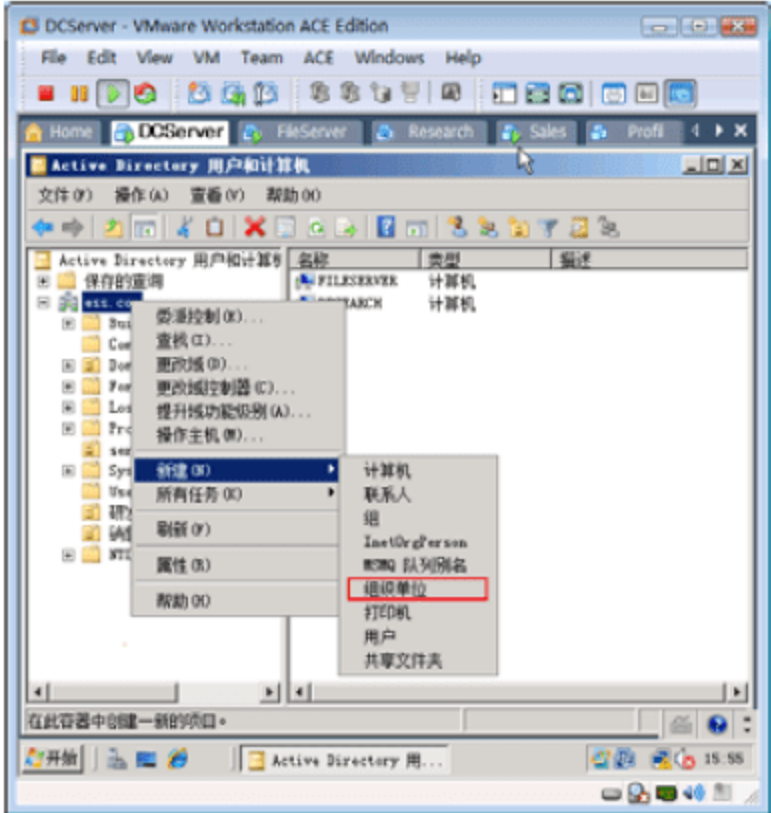 DCServer - VMware Workstation ACE Edition
File Edit View VM Team ACE Windows Help
Home DCServer FileServer Research Sales Profi
Active Directory 用户和计算机
文件(F) 操作(A) 查看(V) 帮助(H)
Active Directory 用户和计算机 名称 类型 描述
保存的查询 FILESERVER 计算机
计算机
委派控制(E)...
查找(I)...
更改域(D)...
更改域控制器(C)...
提升域功能级别(A)...
操作主机(M)...
新建(N)
所有任务(K)
刷新(F)
属性(R)
帮助(H)
计算机
联系人
组
InetOrgPerson
MSMQ 队列别名
组织单位
打印机
用户
共享文件夹
在此容器中创建一新的项目。
开始 Active Directory 用... 15:55